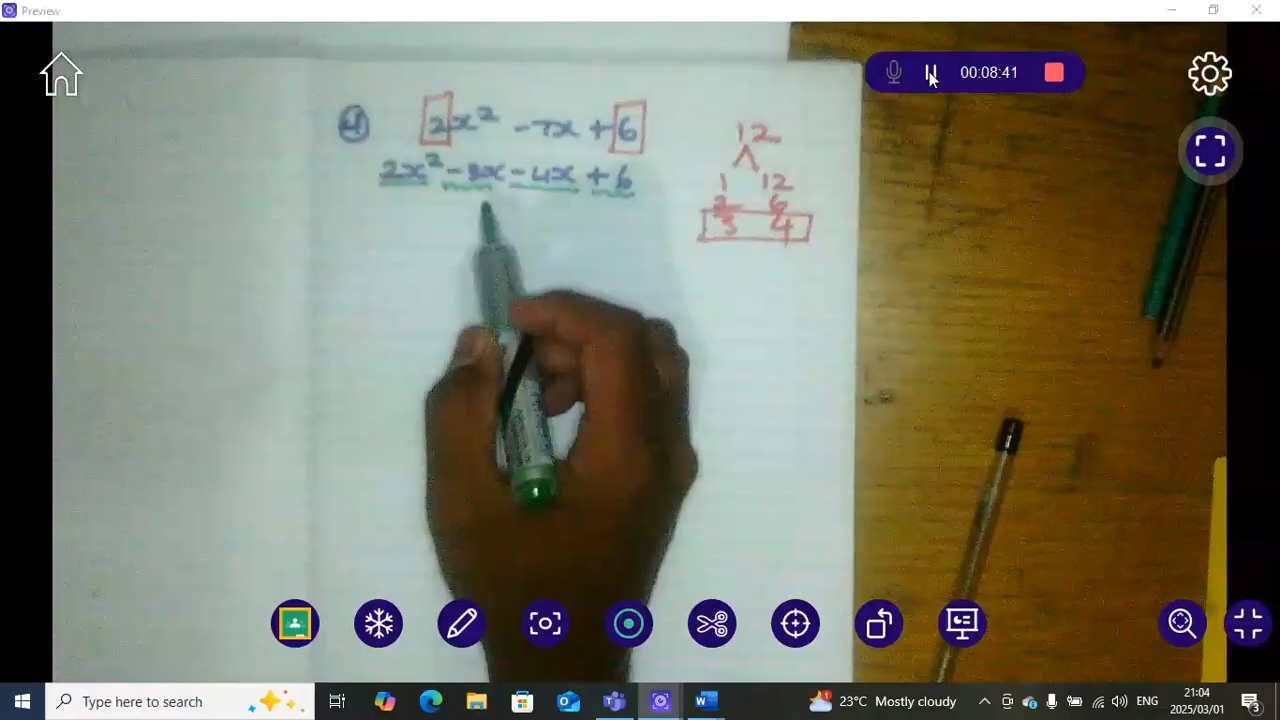 Preview
00:08:41
④ 2x² - 7x + 6
2x² - 3x - 4x + 6
12
1 12
2 6
3 4
Type here to search
23°C Mostly cloudy
ENG
21:04
2025/03/01
3